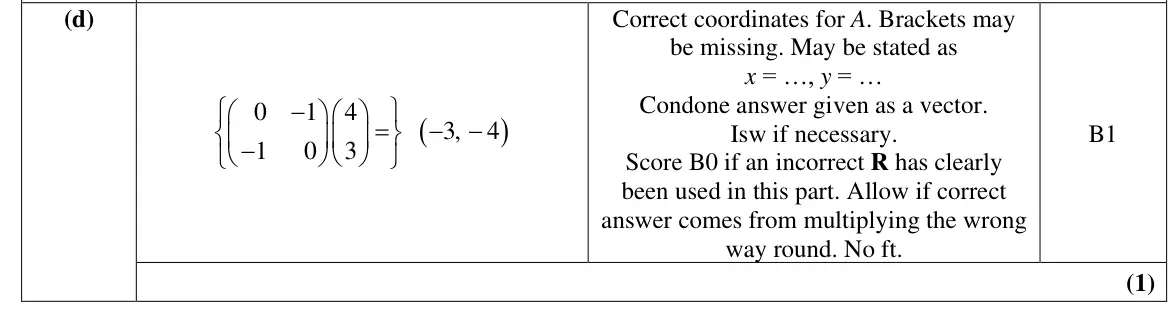 (d)
{(0 −1
−1 0)(4
3)=} (−3, −4)
Correct coordinates for A. Brackets may
be missing. May be stated as
x = …, y = …
Condone answer given as a vector.
Isw if necessary.
Score B0 if an incorrect R has clearly
been used in this part. Allow if correct
answer comes from multiplying the wrong
way round. No ft.
B1
(1)